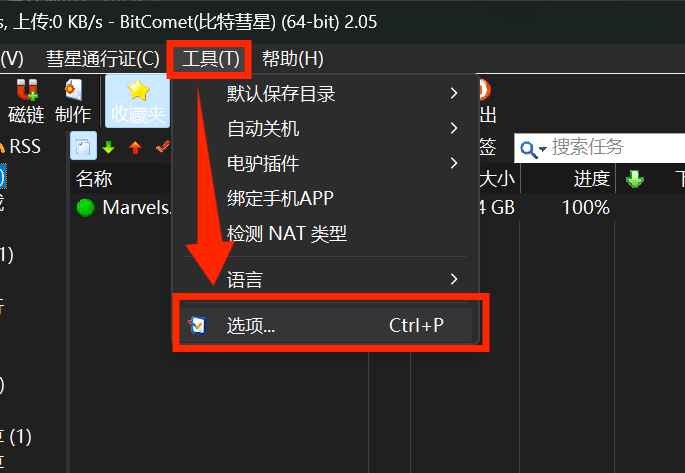 s, 上传:0 KB/s - BitComet(比特彗星) (64-bit) 2.05
(V) 彗星通行证(C) 工具(T) 帮助(H)
磁链 制作 收藏夹 出
RSS
默认保存目录
自动关机
电驴插件
绑定手机APP
检测 NAT 类型
语言
选项... Ctrl+P
签 搜索任务
名称 大小 进度 下
Marvels. 4 GB 100%
1)
)
(1)